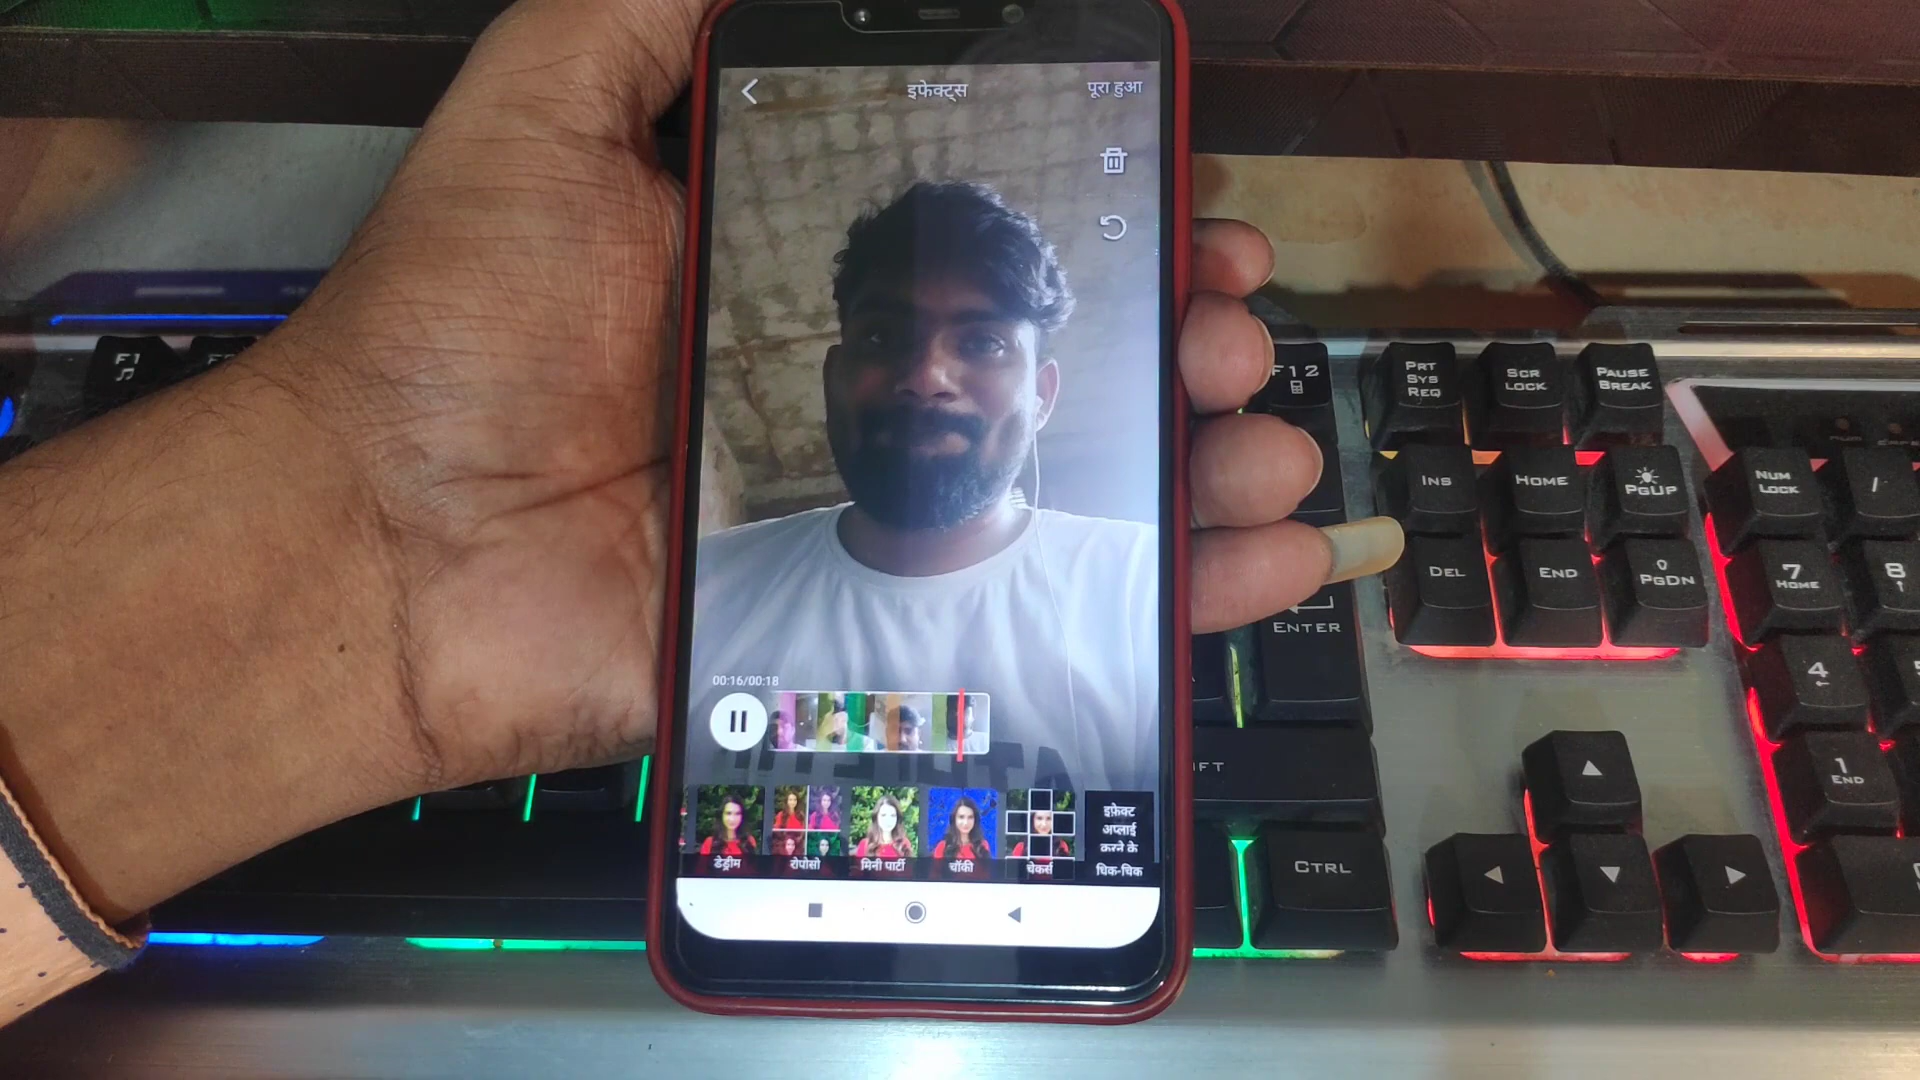 इफेक्ट्स
पूरा हुआ
00:16/00:18
डेड्रीम
रोपोसो
मिनी पार्टी
चॉकी
चेकर्स
इफ़ेक्ट
अप्लाई
करने के
धिक-चिक
F1
F12
PRT
SYS
REQ
SCR
LOCK
PAUSE
BREAK
INS
HOME
PGUP
NUM
LOCK
/
DEL
END
PGDN
7
HOME
8
ENTER
4
1
END
CTRL